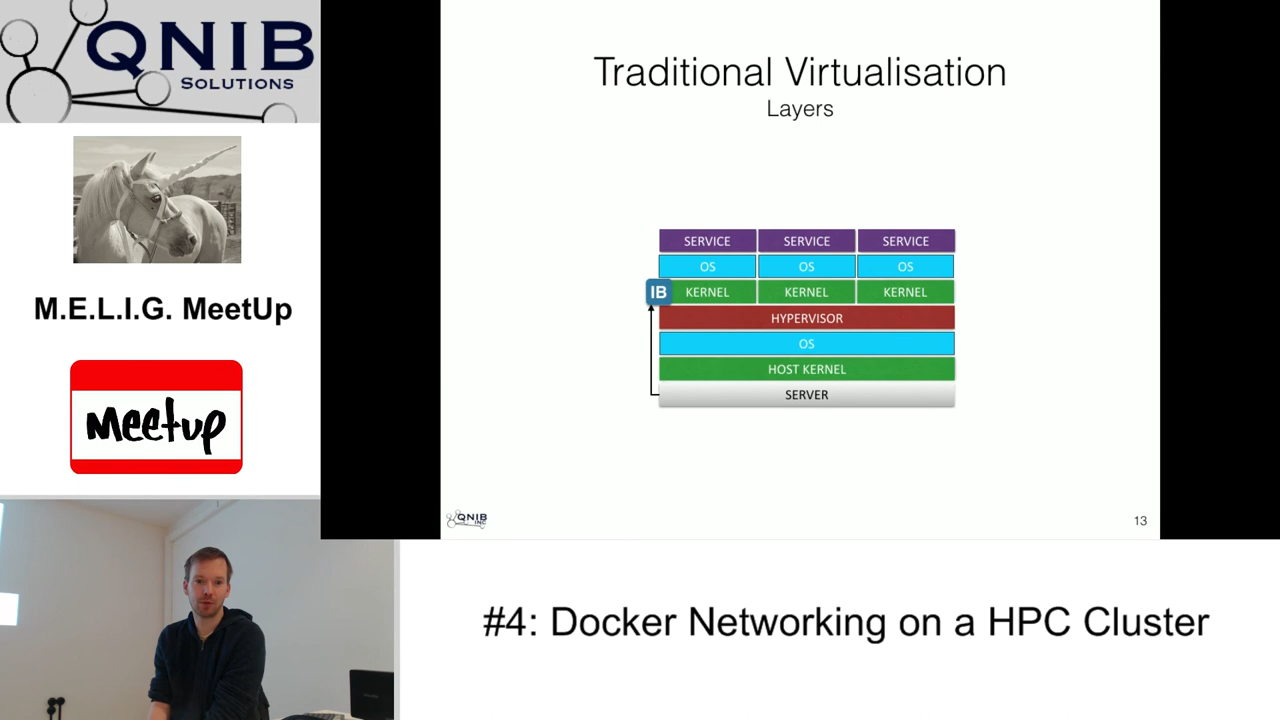 QNIB
SOLUTIONS
M.E.L.I.G. MeetUp
Meetup
Traditional Virtualisation
Layers
SERVICE SERVICE SERVICE
OS OS OS
IB KERNEL KERNEL KERNEL
HYPERVISOR
OS
HOST KERNEL
SERVER
QNIB
INC
13
#4: Docker Networking on a HPC Cluster